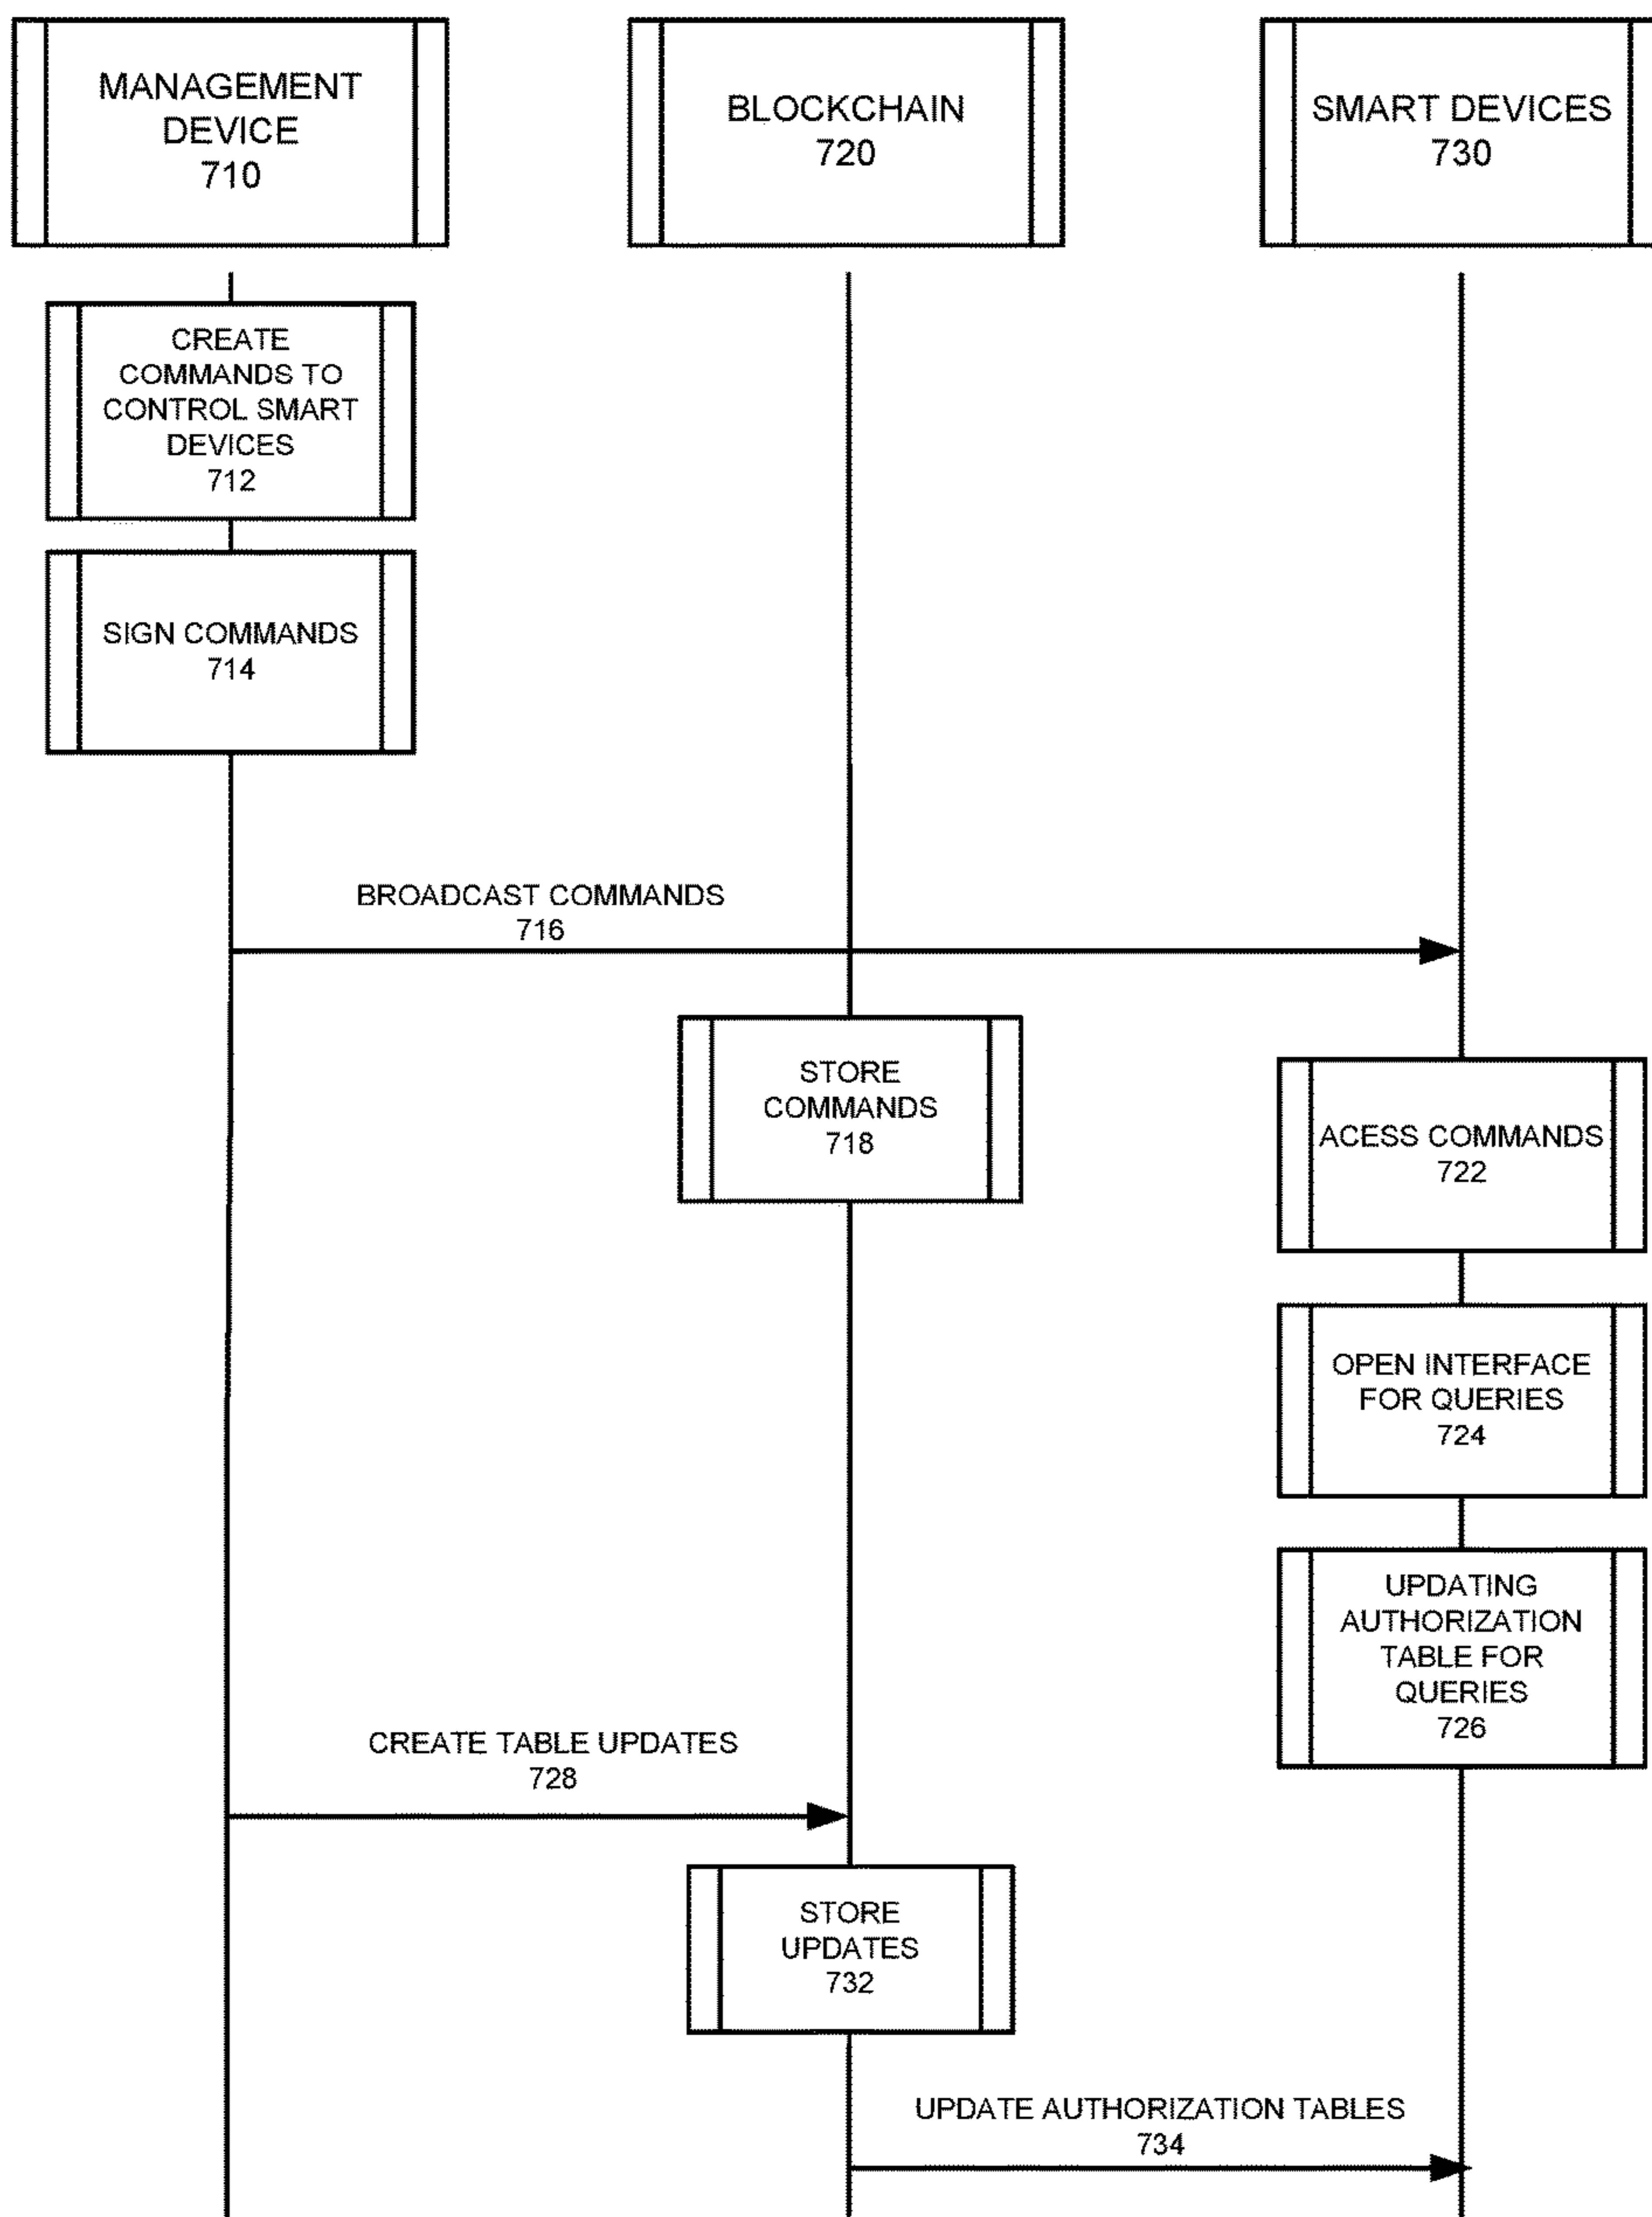 MANAGEMENT
DEVICE
710
BLOCKCHAIN
720
SMART DEVICES
730
CREATE
COMMANDS TO
CONTROL SMART
DEVICES
712
SIGN COMMANDS
714
BROADCAST COMMANDS
716
STORE
COMMANDS
718
ACESS COMMANDS
722
OPEN INTERFACE
FOR QUERIES
724
UPDATING
AUTHORIZATION
TABLE FOR
QUERIES
726
CREATE TABLE UPDATES
728
STORE
UPDATES
732
UPDATE AUTHORIZATION TABLES
734